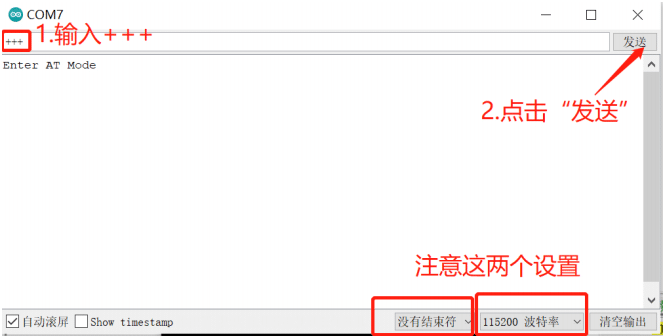 COM7
+++
1.输入+++
发送
Enter AT Mode
2.点击“发送”
注意这两个设置
自动滚屏 Show timestamp 没有结束符 115200 波特率 清空输出